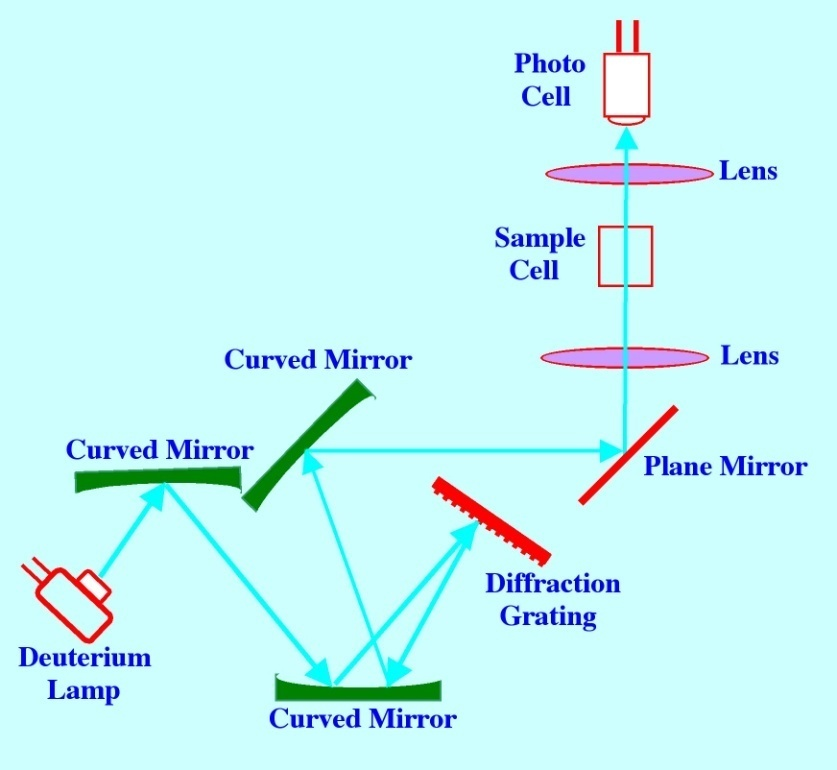 Photo
Cell
Lens
Sample
Cell
Lens
Curved Mirror
Curved Mirror
Plane Mirror
Diffraction
Grating
Deuterium
Lamp
Curved Mirror